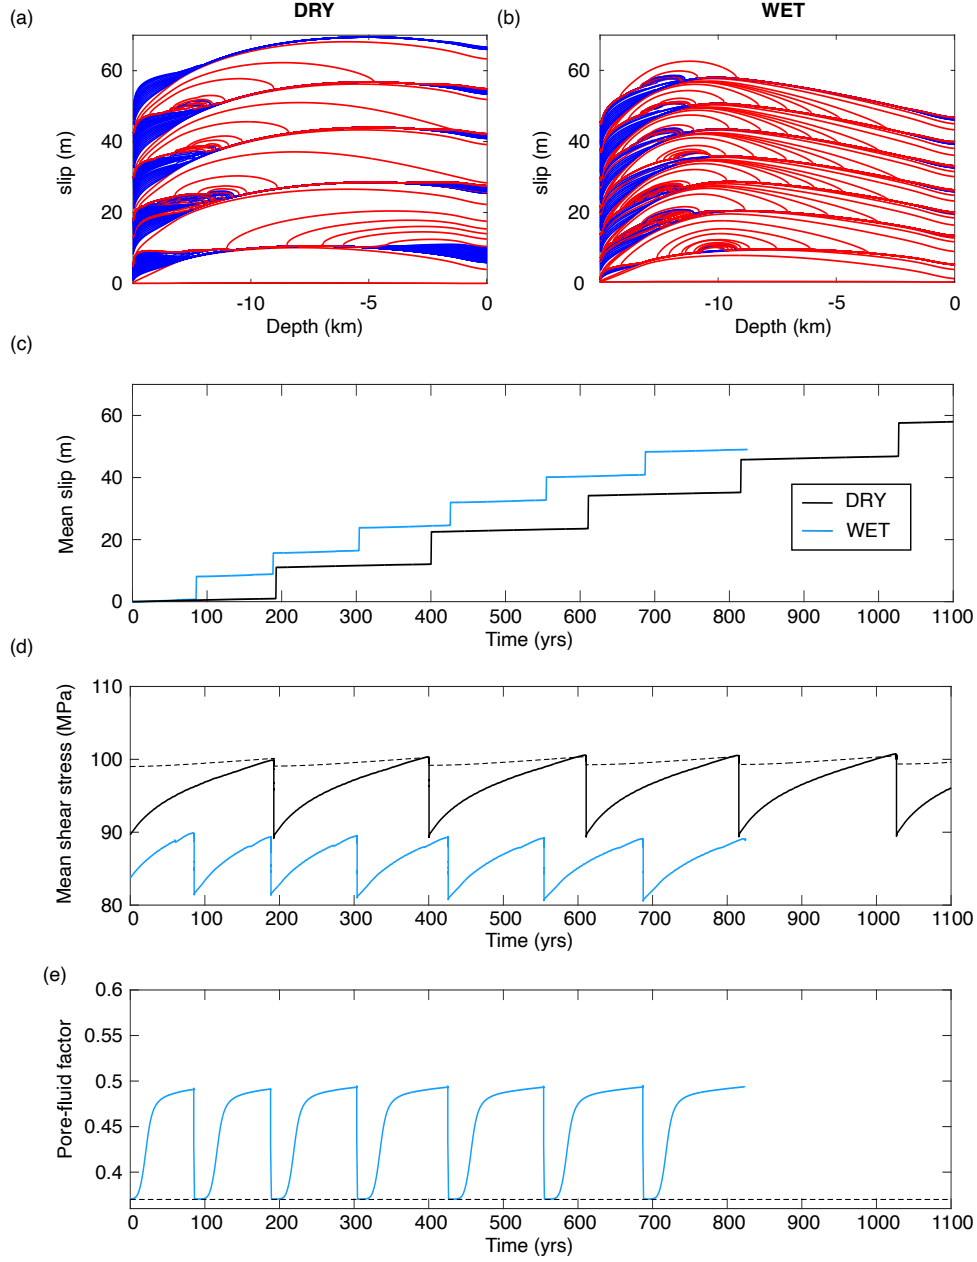 (a) DRY (b) WET
60
40
20
0
slip (m)
-10 -5 0
Depth (km)
60
40
20
0
slip (m)
-10 -5 0
Depth (km)
(c)
60
40
20
0
Mean slip (m)
DRY
WET
0 100 200 300 400 500 600 700 800 900 1000 1100
Time (yrs)
(d)
110
100
90
80
Mean shear stress (MPa)
0 100 200 300 400 500 600 700 800 900 1000 1100
Time (yrs)
(e)
0.6
0.5
0.45
0.4
Pore-fluid factor
0 100 200 300 400 500 600 700 800 900 1000 1100
Time (yrs)